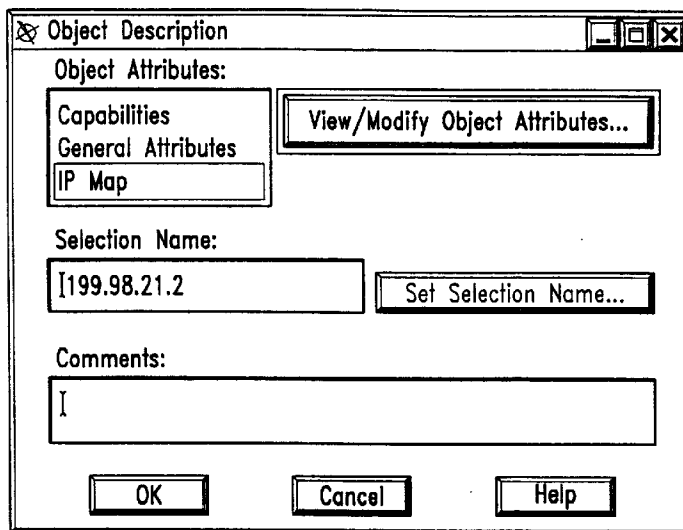 Object Description
Object Attributes:
Capabilities
General Attributes
IP Map
View/Modify Object Attributes...
Selection Name:
199.98.21.2
Set Selection Name...
Comments:
OK
Cancel
Help